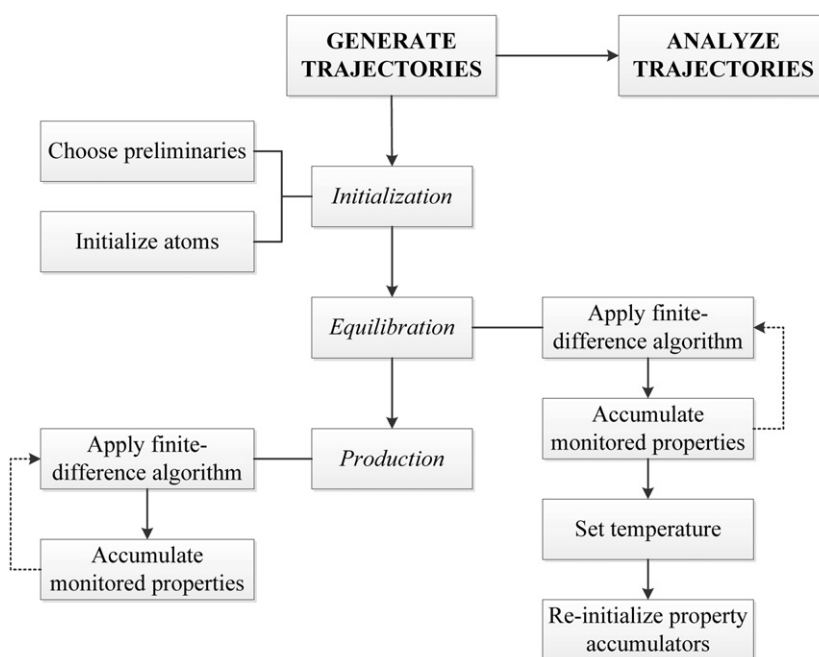 GENERATE
TRAJECTORIES
ANALYZE
TRAJECTORIES
Choose preliminaries
Initialization
Initialize atoms
Equilibration
Apply finite-
difference algorithm
Accumulate
monitored properties
Set temperature
Re-initialize property
accumulators
Production
Apply finite-
difference algorithm
Accumulate
monitored properties